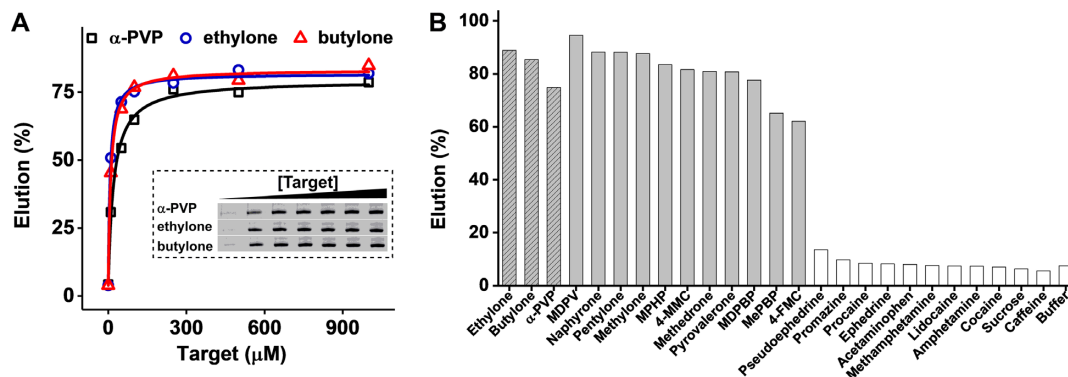 A
α-PVP ethylone butylone
Elution (%)
75
50
25
0
[Target]
α-PVP
ethylone
butylone
0 300 600 900
Target (μM)
B
Elution (%)
100
80
60
40
20
0
Ethylone
Butylone
α-PVP
MDPV
Naphyrone
Pentylone
Methylone
MPHP
4-MMC
Methedrone
Pyrovalerone
MDPBP
MePBP
4-FMC
Pseudoephedrine
Promazine
Procaine
Ephedrine
Acetaminophen
Methamphetamine
Lidocaine
Amphetamine
Cocaine
Sucrose
Caffeine
Buffer